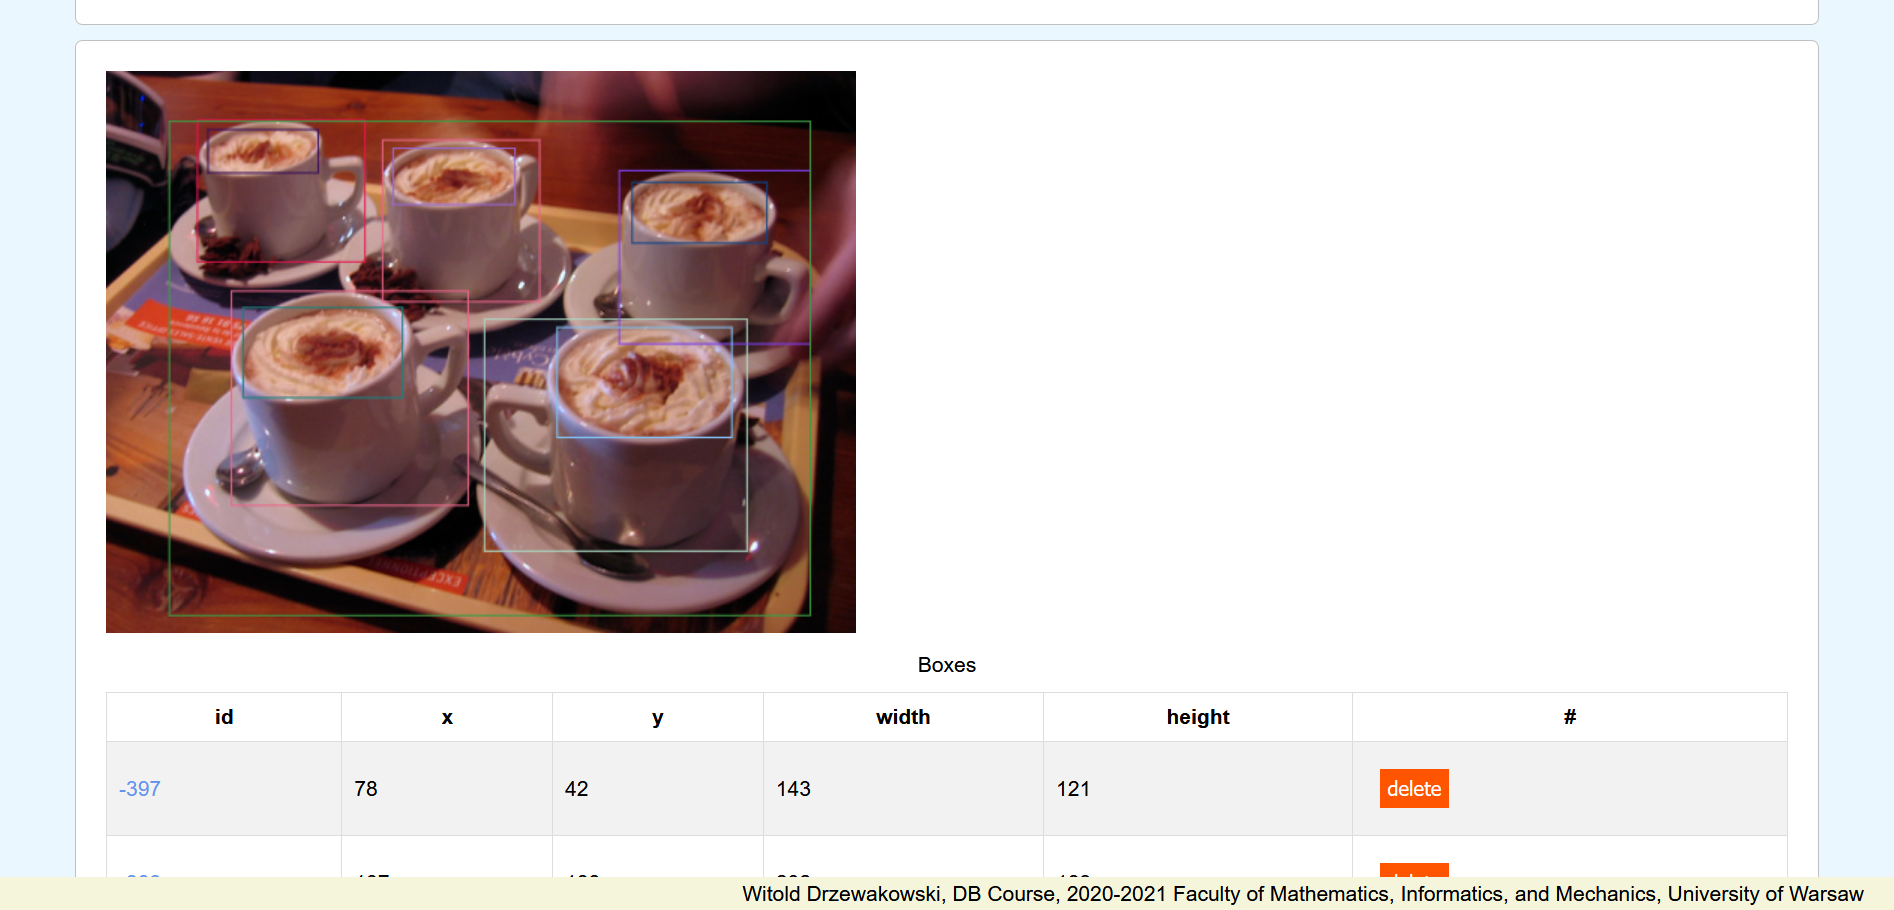 Boxes
id x y width height #
-397 78 42 143 121 delete
Witold Drzewakowski, DB Course, 2020-2021 Faculty of Mathematics, Informatics, and Mechanics, University of Warsaw